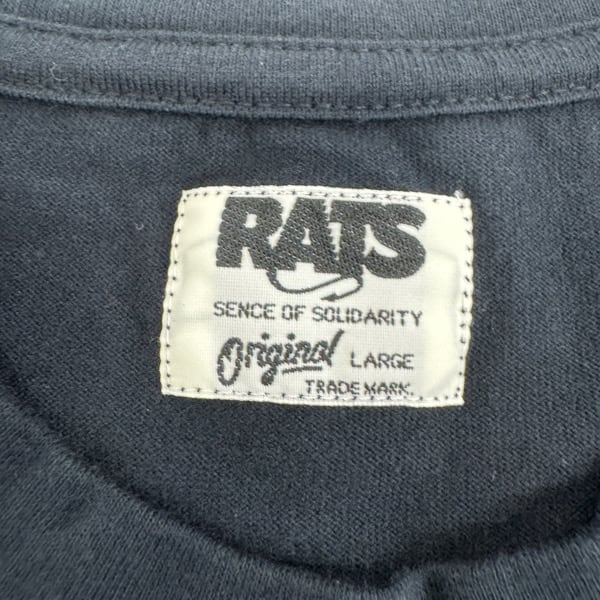 RATS
SENCE OF SOLIDARITY
Original LARGE
TRADE MARK.